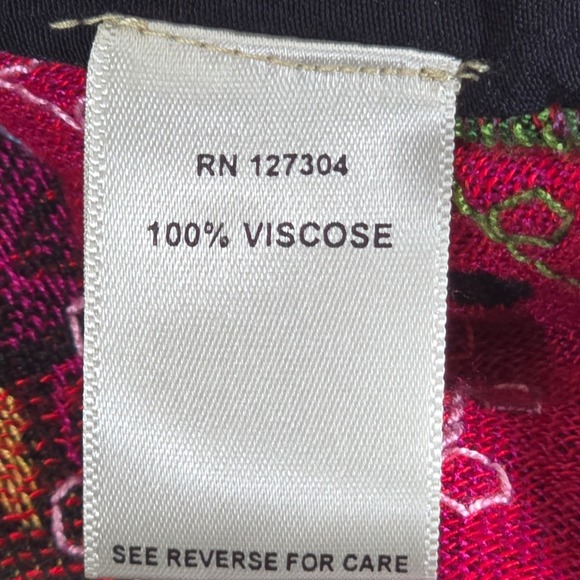 RN 127304
100% VISCOSE
SEE REVERSE FOR CARE